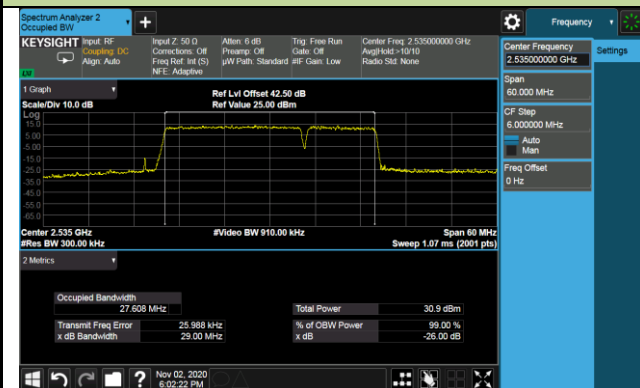 Spectrum Analyzer 2
Occupied BW
+
Frequency
KEYSIGHT
Input: RF
Coupling: DC
Align: Auto
Input Z: 50 Ω
Corrections: Off
Freq Ref: Int (S)
NFE: Adaptive
Atten: 6 dB
Preamp: Off
µW Path: Standard
Trig: Free Run
Gate: Off
#IF Gain: Low
Center Freq: 2.535000000 GHz
Avg|Hold:>10/10
Radio Std: None
Center Frequency
2.535000000 GHz
Settings
Span
60.000 MHz
CF Step
6.000000 MHz
Auto
Man
Freq Offset
0 Hz
1 Graph
Scale/Div 10.0 dB
Ref Lvl Offset 42.50 dB
Ref Value 25.00 dBm
Log
15.0
5.00
-5.00
-15.0
-25.0
-35.0
-45.0
-55.0
-65.0
Center 2.535 GHz
#Video BW 910.00 kHz
Span 60 MHz
#Res BW 300.00 kHz
Sweep 1.07 ms (2001 pts)
2 Metrics
Occupied Bandwidth
27.608 MHz
Total Power
30.9 dBm
Transmit Freq Error
25.988 kHz
% of OBW Power
99.00 %
x dB Bandwidth
29.00 MHz
x dB
-26.00 dB
?
Nov 02, 2020
6:02:22 PM